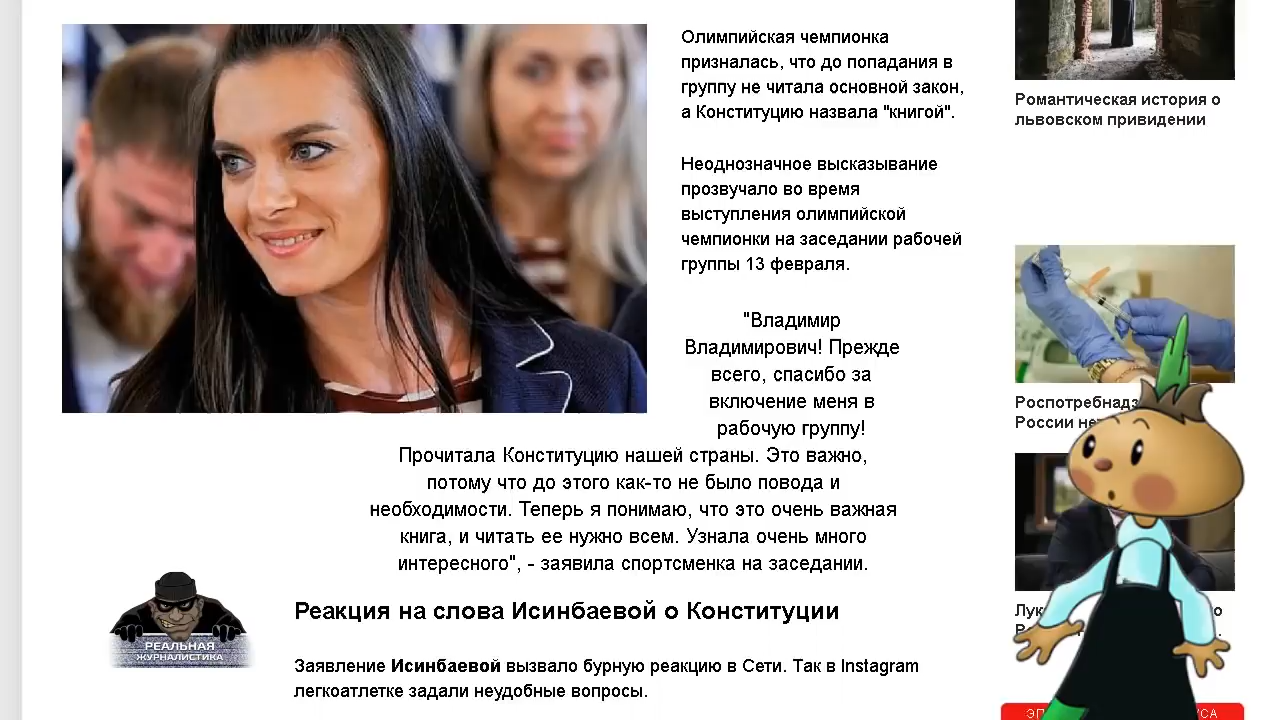 Олимпийская чемпионка
призналась, что до попадания в
группу не читала основной закон,
а Конституцию назвала "книгой".
Неоднозначное высказывание
прозвучало во время
выступления олимпийской
чемпионки на заседании рабочей
группы 13 февраля.
"Владимир
Владимирович! Прежде
всего, спасибо за
включение меня в
рабочую группу!
Прочитала Конституцию нашей страны. Это важно,
потому что до этого как-то не было повода и
необходимости. Теперь я понимаю, что это очень важная
книга, и читать ее нужно всем. Узнала очень много
интересного", - заявила спортсменка на заседании.
Реакция на слова Исинбаевой о Конституции
Заявление Исинбаевой вызвало бурную реакцию в Сети. Так в Instagram
легкоатлетке задали неудобные вопросы.
РЕАЛЬНАЯ
ЖУРНАЛИСТИКА
Романтическая история о
львовском привидении
России